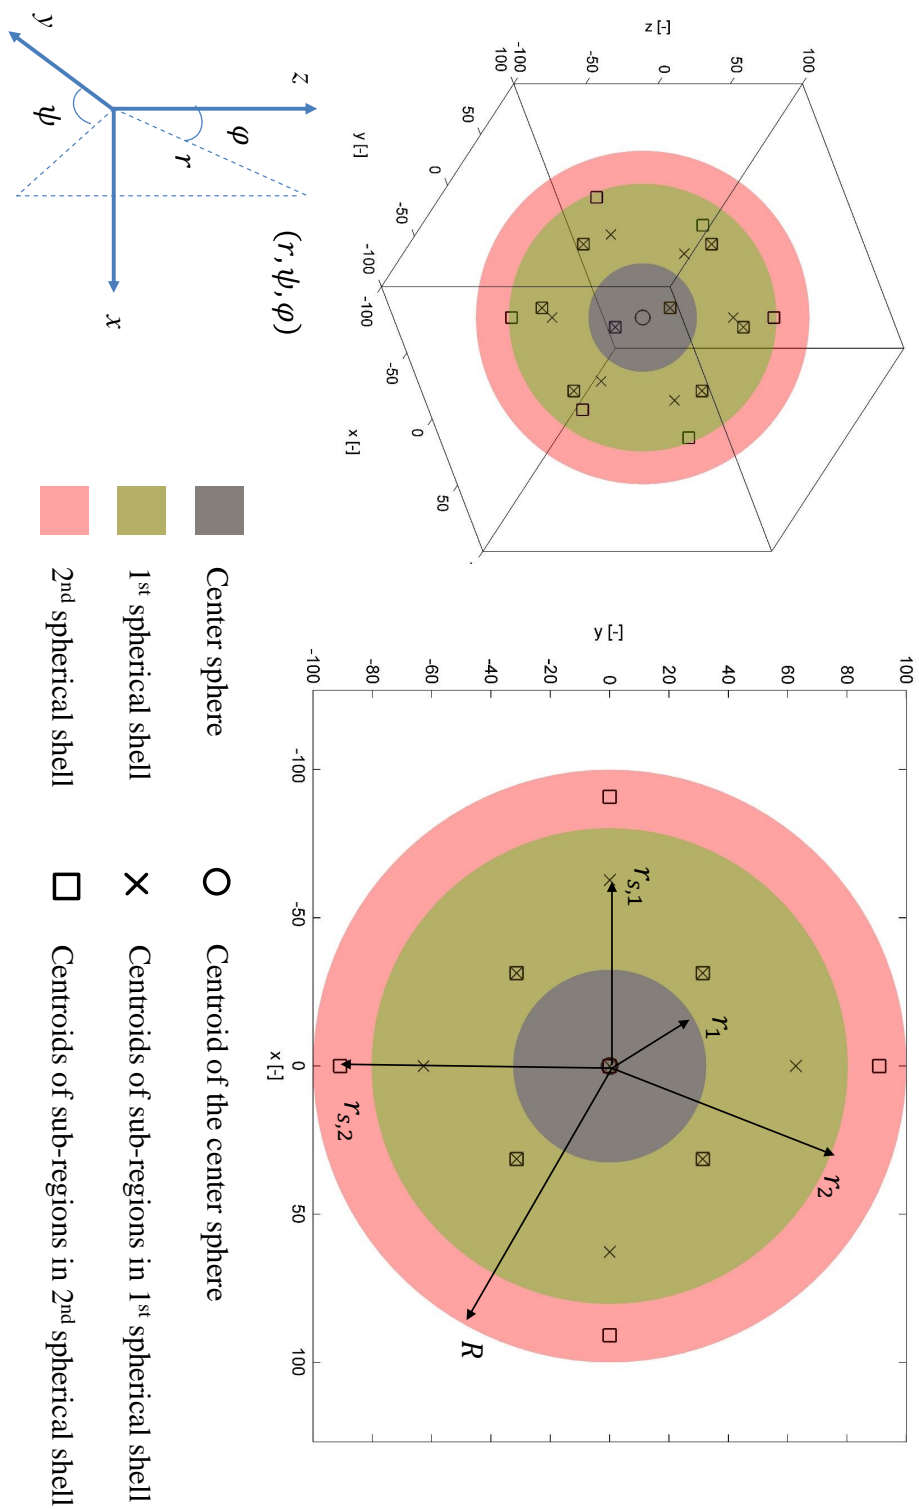 z [-]
100
50
0
-50
-100
100
50
0
-50
-100
y [-]
-100
-50
0
50
x [-]
y [-]
100
80
60
40
20
0
-20
-40
-60
-80
-100
-100
-50
0
50
100
x [-]
r_{s,1}
r_1
r_2
r_{s,2}
R
z
φ
r
(r, ψ, φ)
x
ψ
y
Center sphere
1st spherical shell
2nd spherical shell
Centroid of the center sphere
Centroids of sub-regions in 1st spherical shell
Centroids of sub-regions in 2nd spherical shell